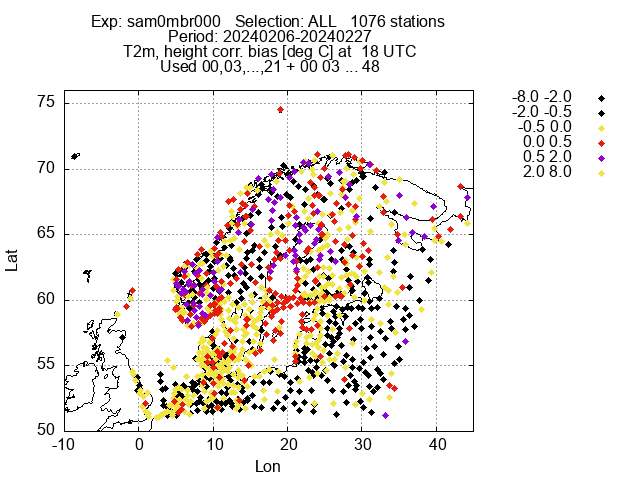 Exp: sam0mbr000   Selection: ALL   1076 stations
Period: 20240206-20240227
T2m, height corr. bias [deg C] at  18 UTC
Used 00,03,...,21 + 00 03 ... 48
-8.0 -2.0
-2.0 -0.5
-0.5 0.0
0.0 0.5
0.5 2.0
2.0 8.0
75
70
65
60
55
50
Lat
-10 0 10 20 30 40
Lon